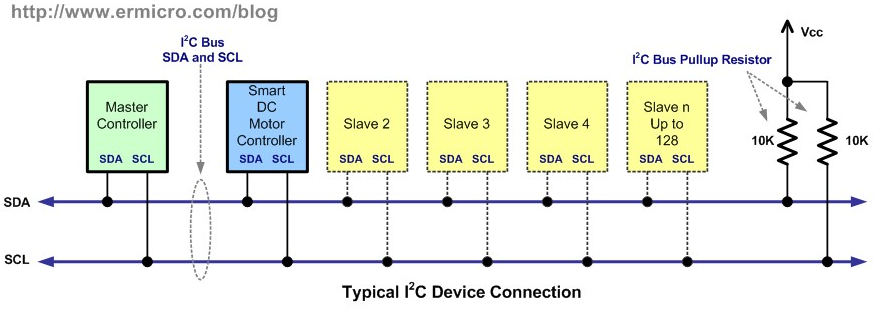 http://www.ermicro.com/blog
I²C Bus
SDA and SCL
Vcc
I²C Bus Pullup Resistor
Master
Controller
SDA SCL
Smart
DC
Motor
Controller
SDA SCL
Slave 2
SDA SCL
Slave 3
SDA SCL
Slave 4
SDA SCL
Slave n
Up to
128
SDA SCL
10K
10K
SDA
SCL
Typical I²C Device Connection